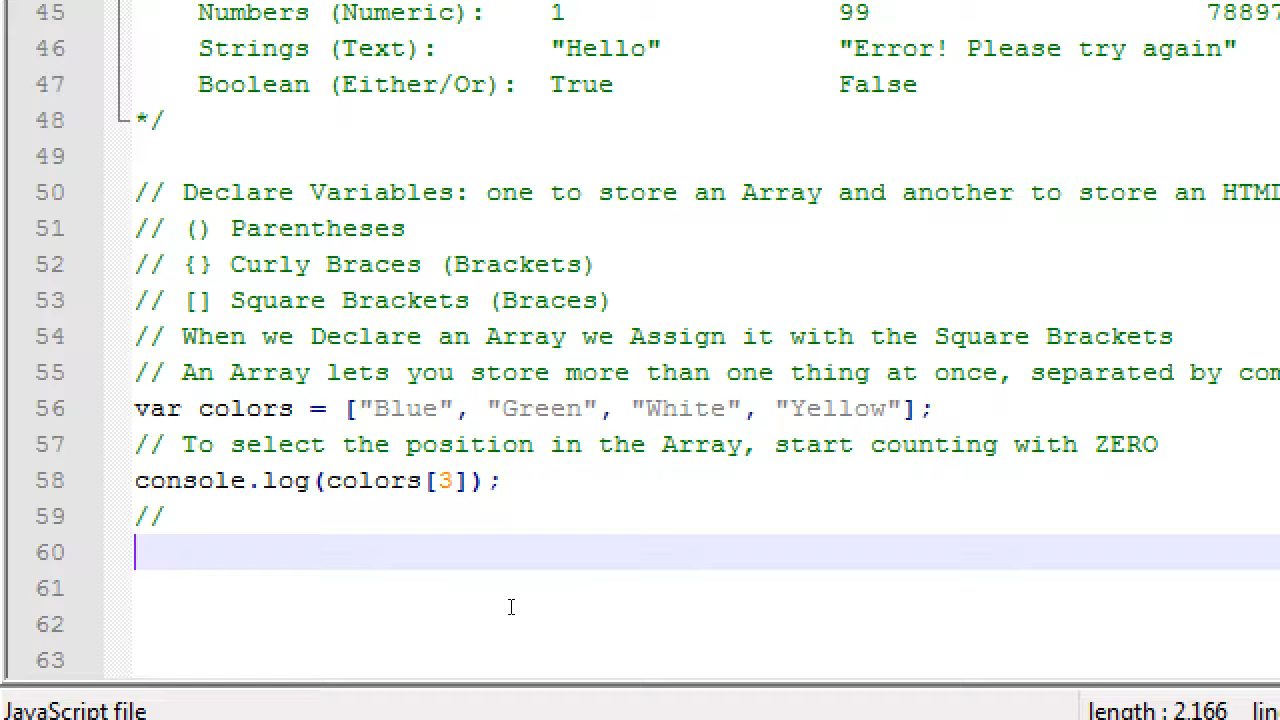 45 Numbers (Numeric): 1 99 78897
46 Strings (Text): "Hello" "Error! Please try again"
47 Boolean (Either/Or): True False
48 */
49
50 // Declare Variables: one to store an Array and another to store an HTML
51 // () Parentheses
52 // {} Curly Braces (Brackets)
53 // [] Square Brackets (Braces)
54 // When we Declare an Array we Assign it with the Square Brackets
55 // An Array lets you store more than one thing at once, separated by com
56 var colors = ["Blue", "Green", "White", "Yellow"];
57 // To select the position in the Array, start counting with ZERO
58 console.log(colors[3]);
59 //
60
61
62
63
JavaScript file length : 2,166 lin